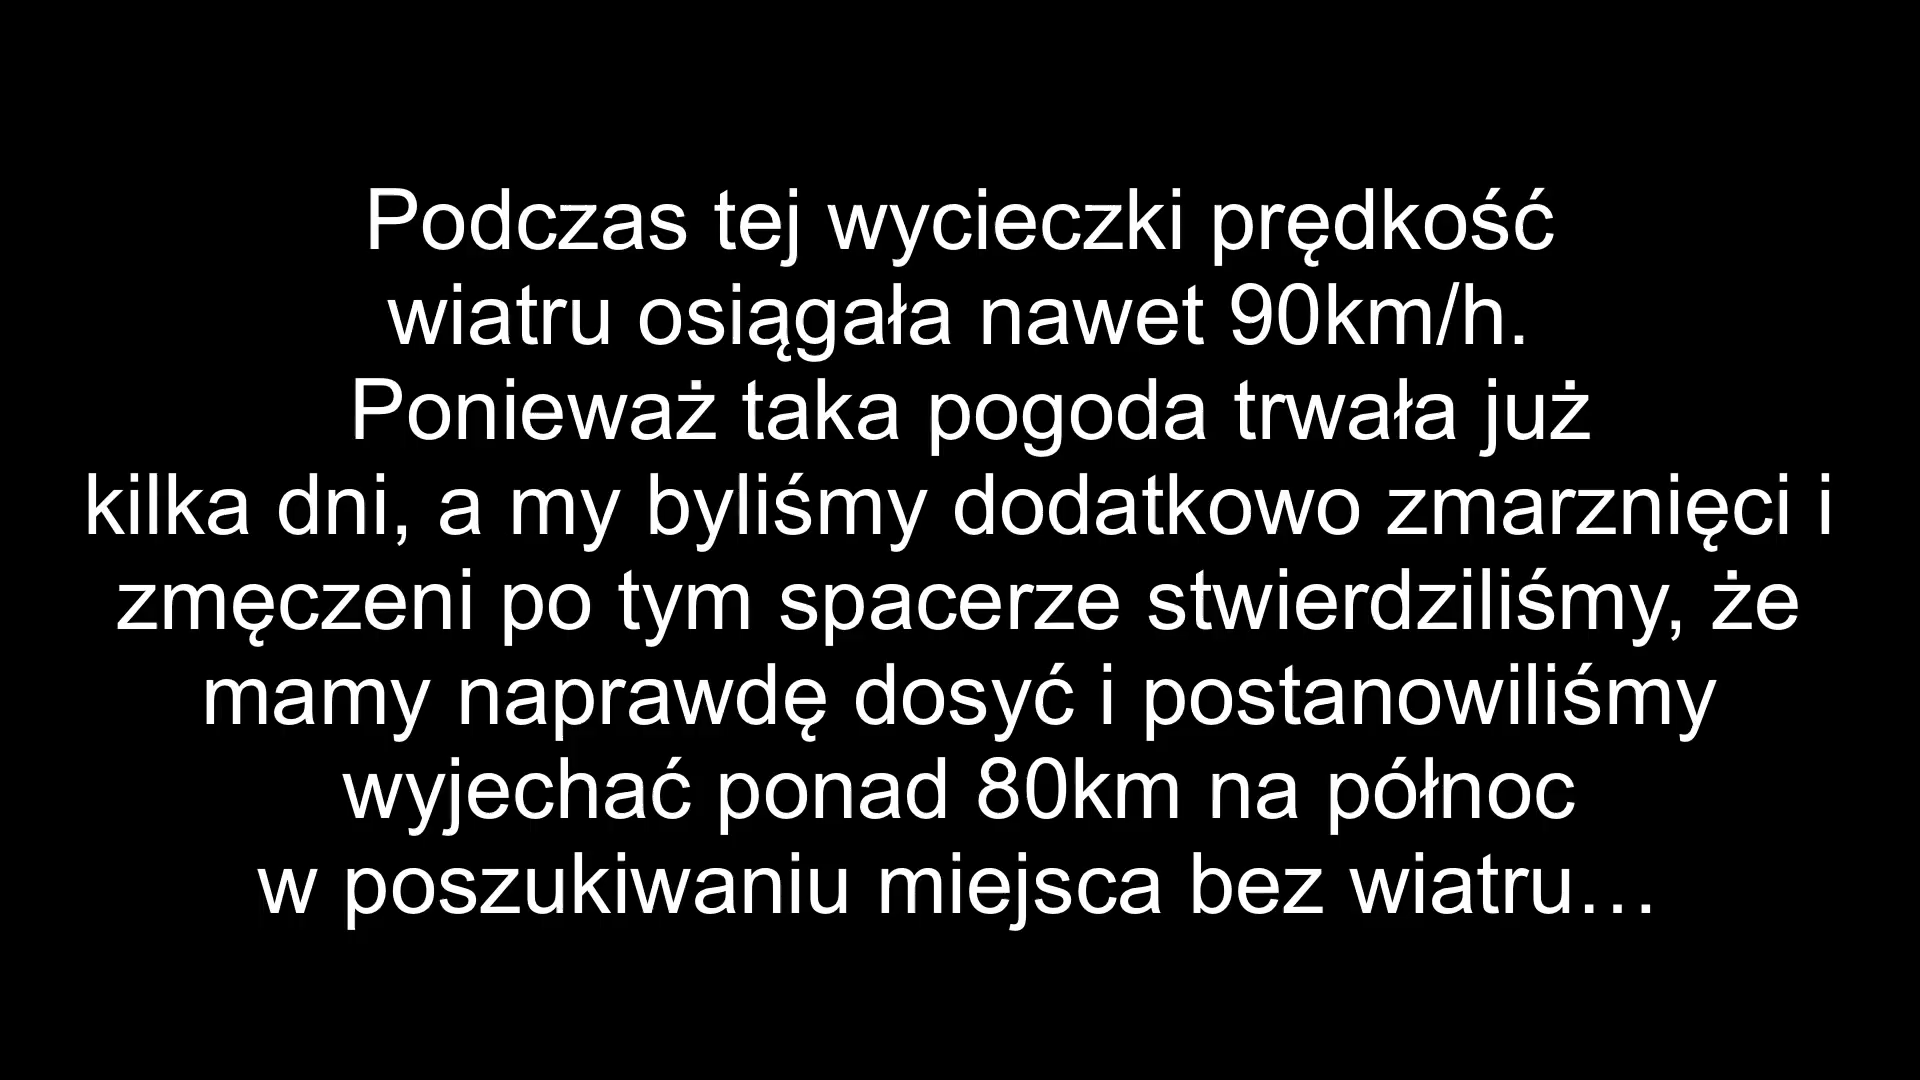 Podczas tej wycieczki prędkość
wiatru osiągała nawet 90km/h.
Ponieważ taka pogoda trwała już
kilka dni, a my byliśmy dodatkowo zmarznięci i
zmęczeni po tym spacerze stwierdziliśmy, że
mamy naprawdę dosyć i postanowiliśmy
wyjechać ponad 80km na północ
w poszukiwaniu miejsca bez wiatru…